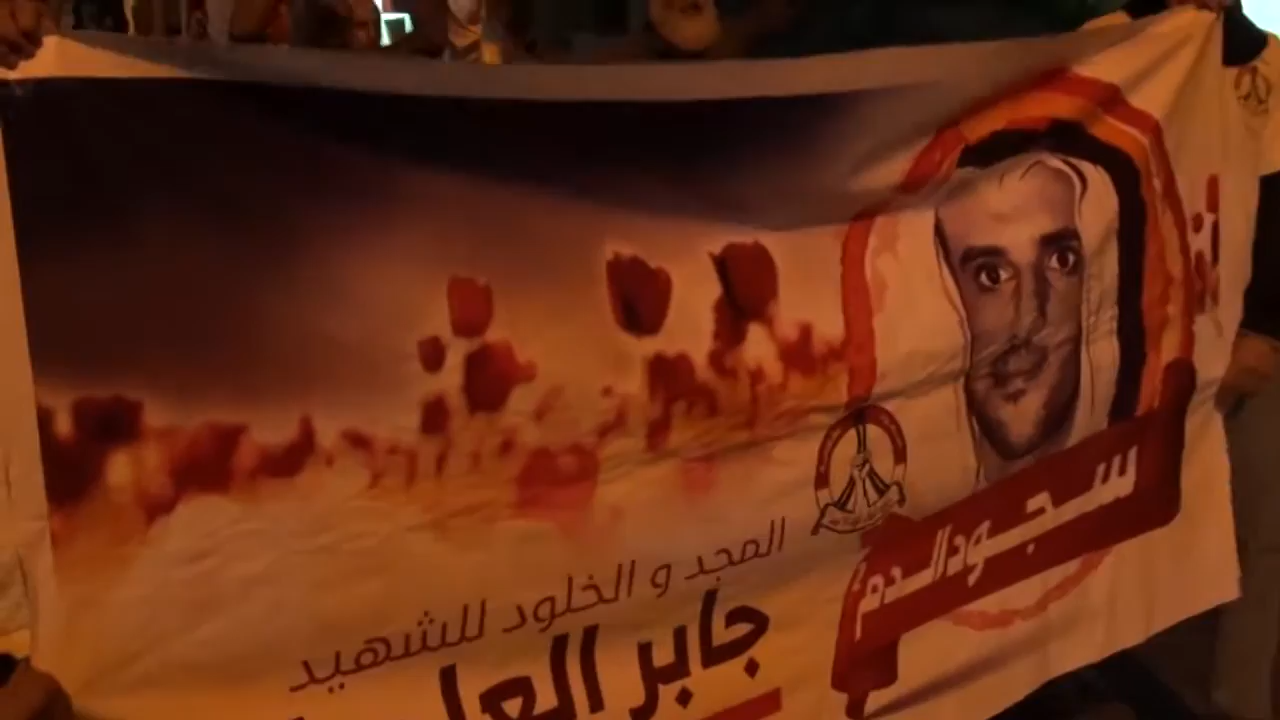 سجود الدم
المجد و الخلود للشهيد
جابر